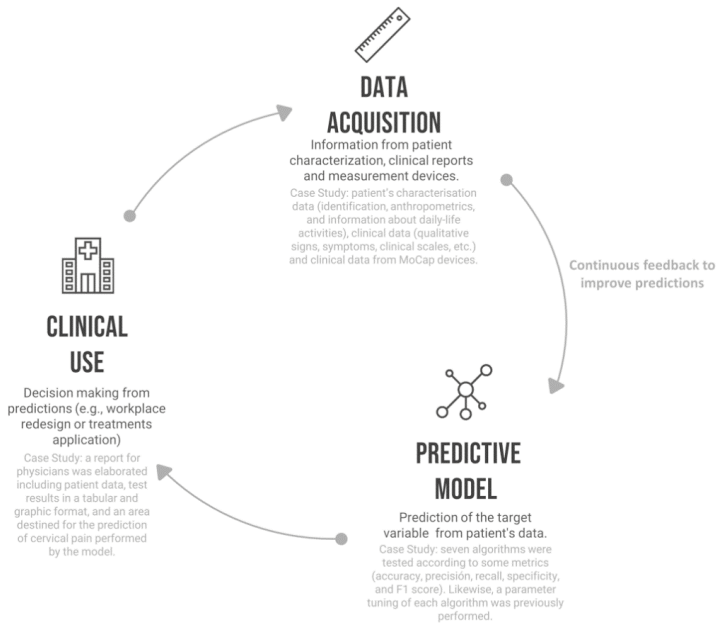 DATA
ACQUISITION
Information from patient
characterization, clinical reports
and measurement devices.
Case Study: patient's characterisation
data (identification, anthropometrics,
and information about daily-life
activities), clinical data (qualitative
signs, symptoms, clinical scales, etc.)
and clinical data from MoCap devices.
Continuous feedback to
improve predictions
PREDICTIVE
MODEL
Prediction of the target
variable from patient's data.
Case Study: seven algorithms were
tested according to some metrics
(accuracy, precisión, recall, specificity,
and F1 score). Likewise, a parameter
tuning of each algorithm was previously
performed.
CLINICAL
USE
Decision making from
predictions (e.g., workplace
redesign or treatments
application)
Case Study: a report for
physicians was elaborated
including patient data, test
results in a tabular and
graphic format, and an area
destined for the prediction
of cervical pain performed
by the model.